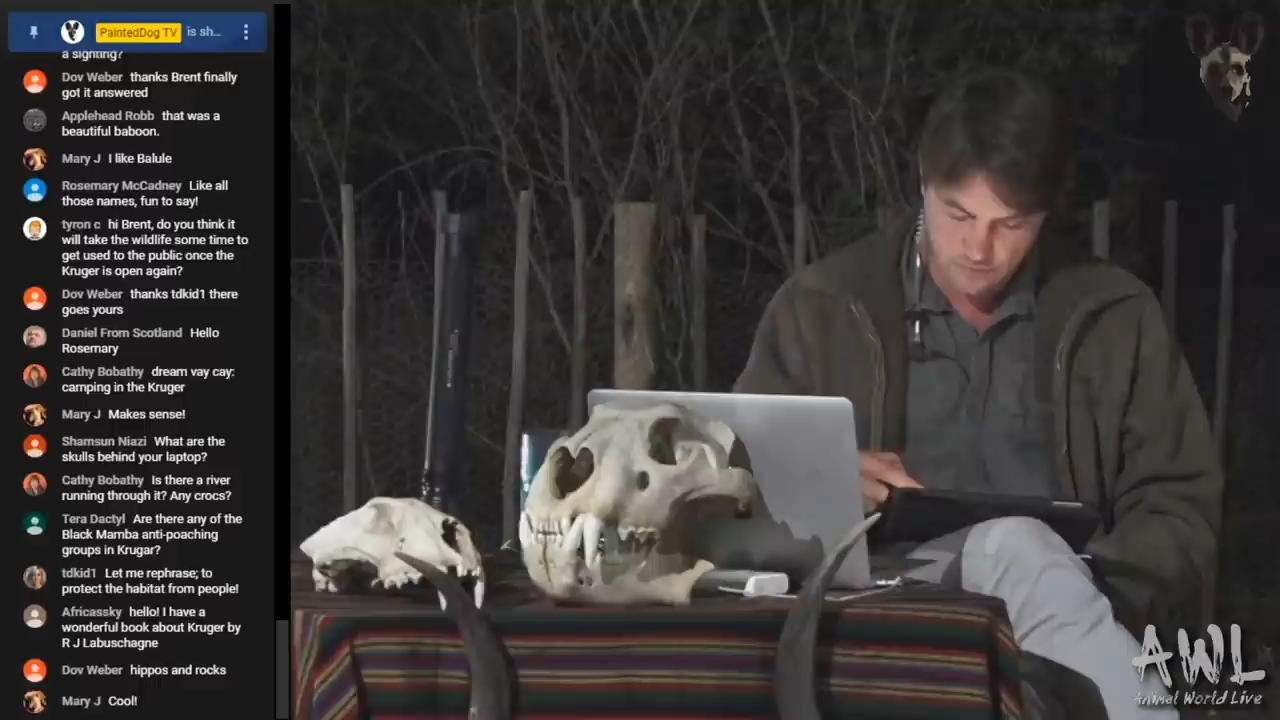 PaintedDog TV is sh...
a sighting?
Dov Weber thanks Brent finally
got it answered
Applehead Robb that was a
beautiful baboon.
Mary J I like Balule
Rosemary McCadney Like all
those names, fun to say!
tyron c hi Brent, do you think it
will take the wildlife some time to
get used to the public once the
Kruger is open again?
Dov Weber thanks tdkid1 there
goes yours
Daniel From Scotland Hello
Rosemary
Cathy Bobathy dream vay cay:
camping in the Kruger
Mary J Makes sense!
Shamsun Niazi What are the
skulls behind your laptop?
Cathy Bobathy Is there a river
running through it? Any crocs?
Tera Dactyl Are there any of the
Black Mamba anti-poaching
groups in Krugar?
tdkid1 Let me rephrase; to
protect the habitat from people!
Africassky hello! I have a
wonderful book about Kruger by
R J Labuschagne
Dov Weber hippos and rocks
Mary J Cool!
AWL
Animal World Live